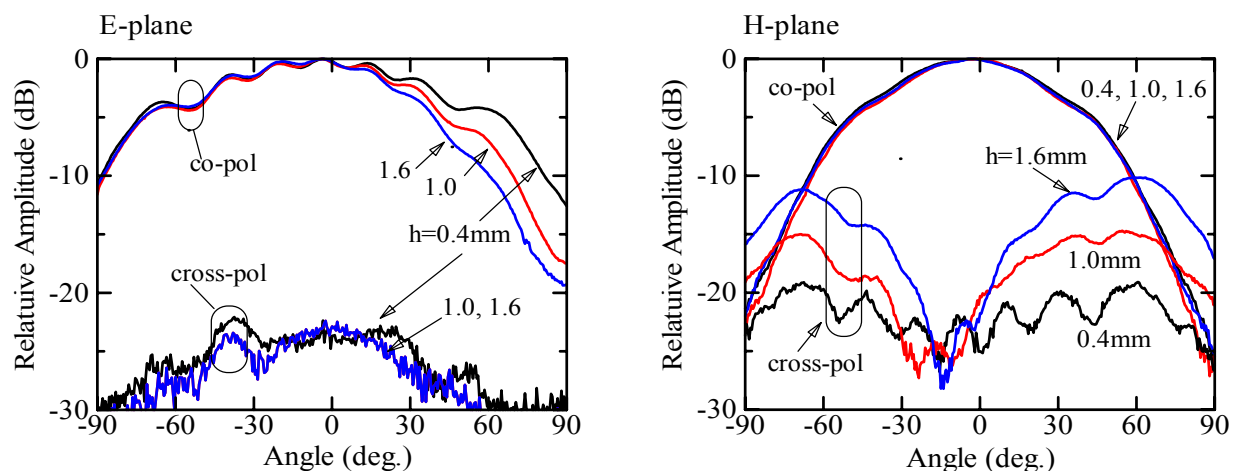 E-plane
Relatuive Amplitude (dB)
0
-10
-20
-30
-90
-60
-30
0
30
60
90
Angle (deg.)
co-pol
1.6
1.0
h=0.4mm
cross-pol
1.0, 1.6
H-plane
Relatuive Amplitude (dB)
0
-10
-20
-30
-90
-60
-30
0
30
60
90
Angle (deg.)
co-pol
0.4, 1.0, 1.6
h=1.6mm
1.0mm
0.4mm
cross-pol